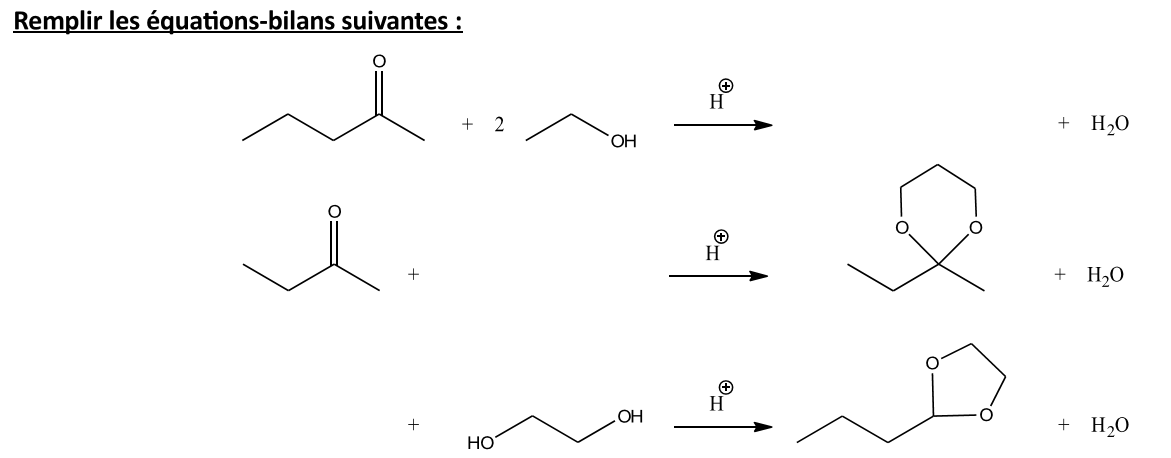 Remplir les équations-bilans suivantes :
O
H⊕
+ 2 OH + H₂O
O O
O
H⊕
+ + H₂O
O
H⊕
OH
+ HO O + H₂O